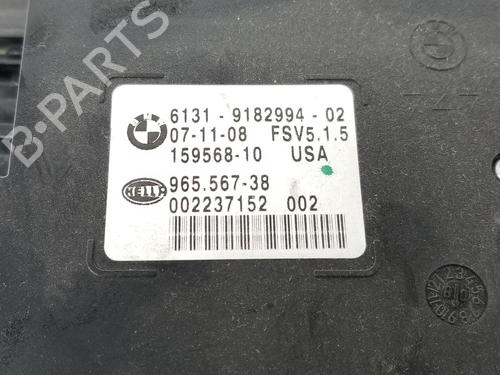 6131 - 9182994 - 02
07-11-08 FSV5.1.5
159568-10 USA
HELLA
965.567-38
002237152 002
B-PARTS